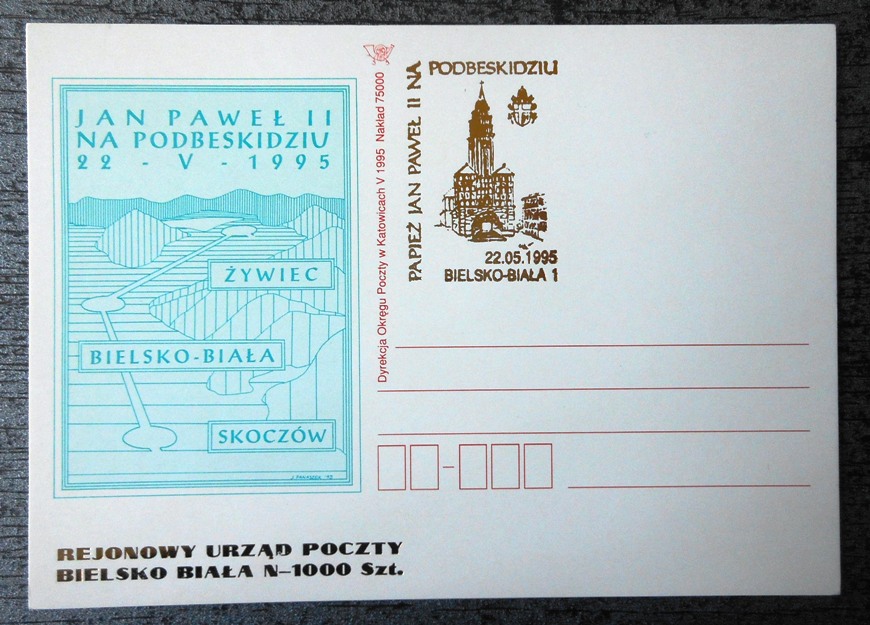 JAN PAWEŁ II
NA PODBESKIDZIU
22 - V - 1995
ŻYWIEC
BIELSKO-BIAŁA
SKOCZÓW
Dyrekcja Okręgu Poczty w Katowicach V 1995 Nakład 75000
PAPIEŻ JAN PAWEŁ II NA
PODBESKIDZIU
22.05.1995
BIELSKO-BIAŁA 1
REJONOWY URZĄD POCZTY
BIELSKO BIAŁA N-1000 Szt.